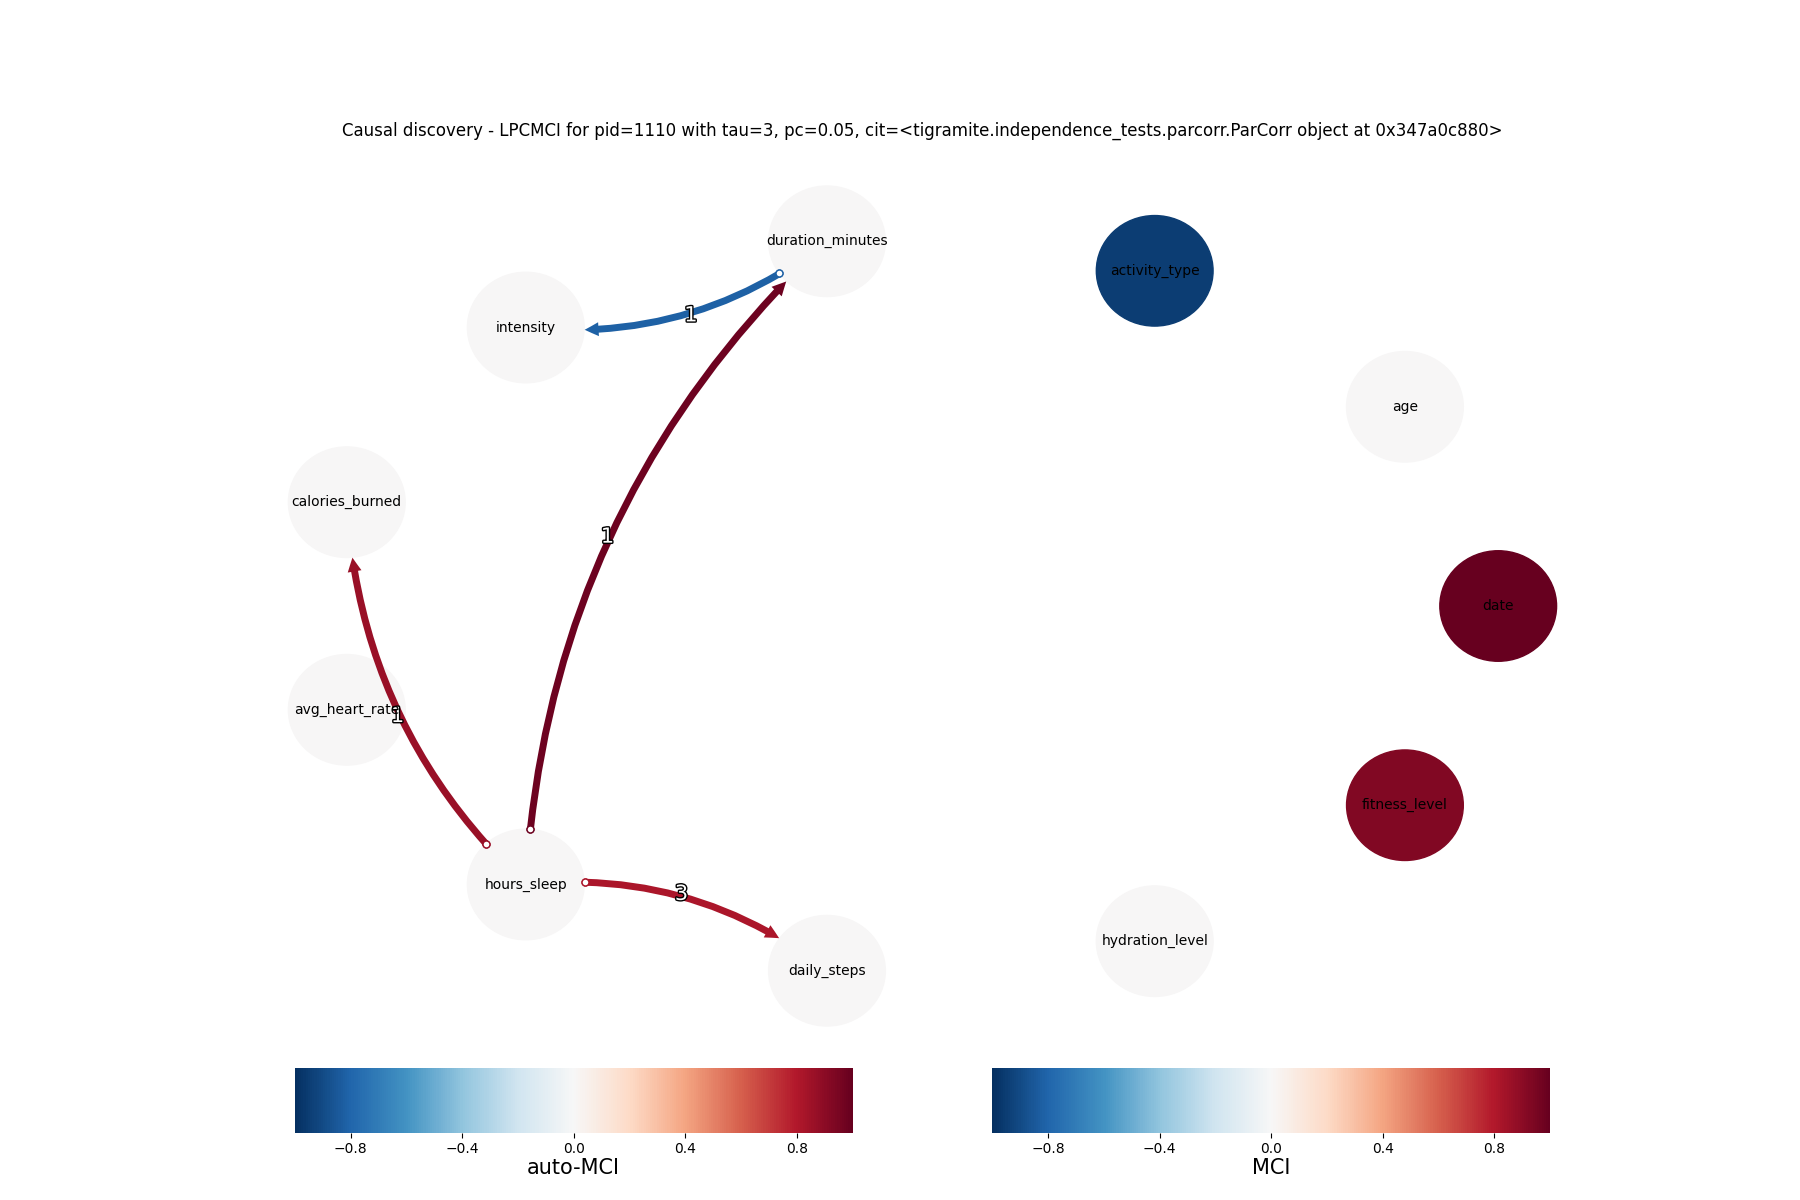 Causal discovery - LPCMCI for pid=1110 with tau=3, pc=0.05, cit=<tigramite.independence_tests.parcorr.ParCorr object at 0x347a0c880>
duration_minutes
activity_type
intensity
1
age
calories_burned
1
date
avg_heart_rate
1
fitness_level
hours_sleep
3
hydration_level
daily_steps
−0.8 −0.4 0.0 0.4 0.8
auto-MCI
−0.8 −0.4 0.0 0.4 0.8
MCI